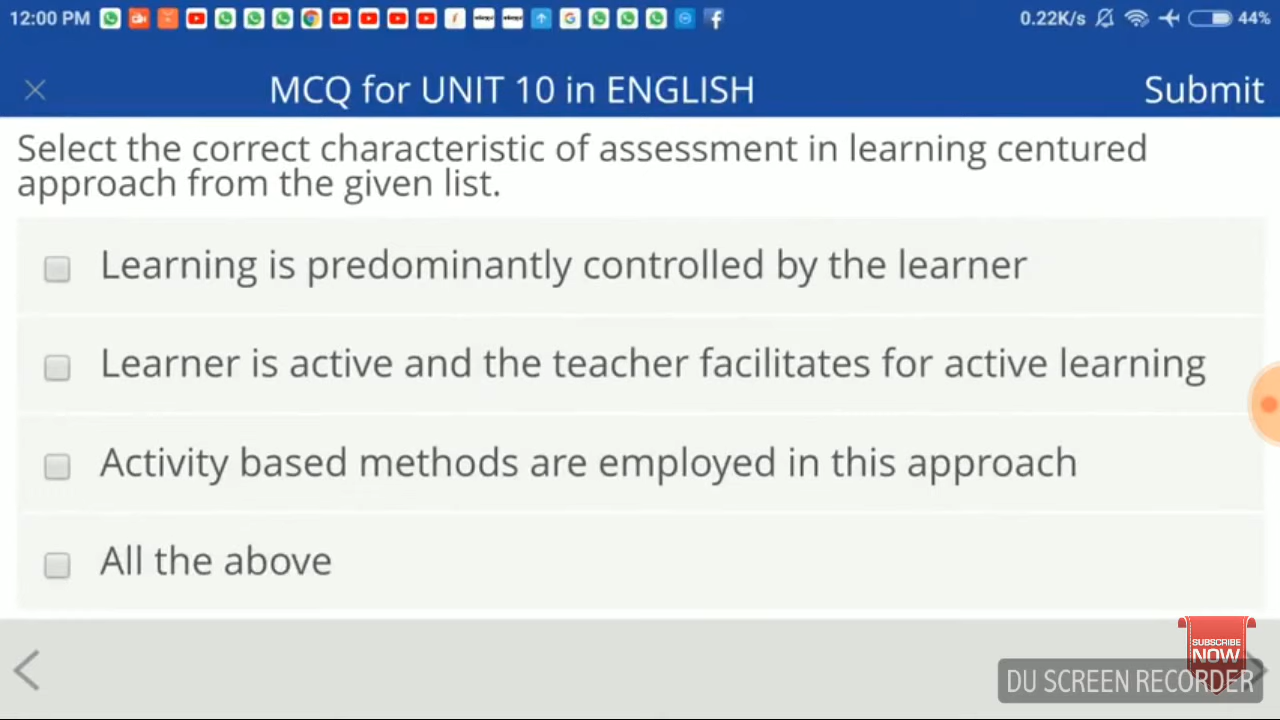 12:00 PM 0.22K/s 44%
MCQ for UNIT 10 in ENGLISH Submit
Select the correct characteristic of assessment in learning centured
approach from the given list.
Learning is predominantly controlled by the learner
Learner is active and the teacher facilitates for active learning
Activity based methods are employed in this approach
All the above
SUBSCRIBE
NOW
DU SCREEN RECORDER